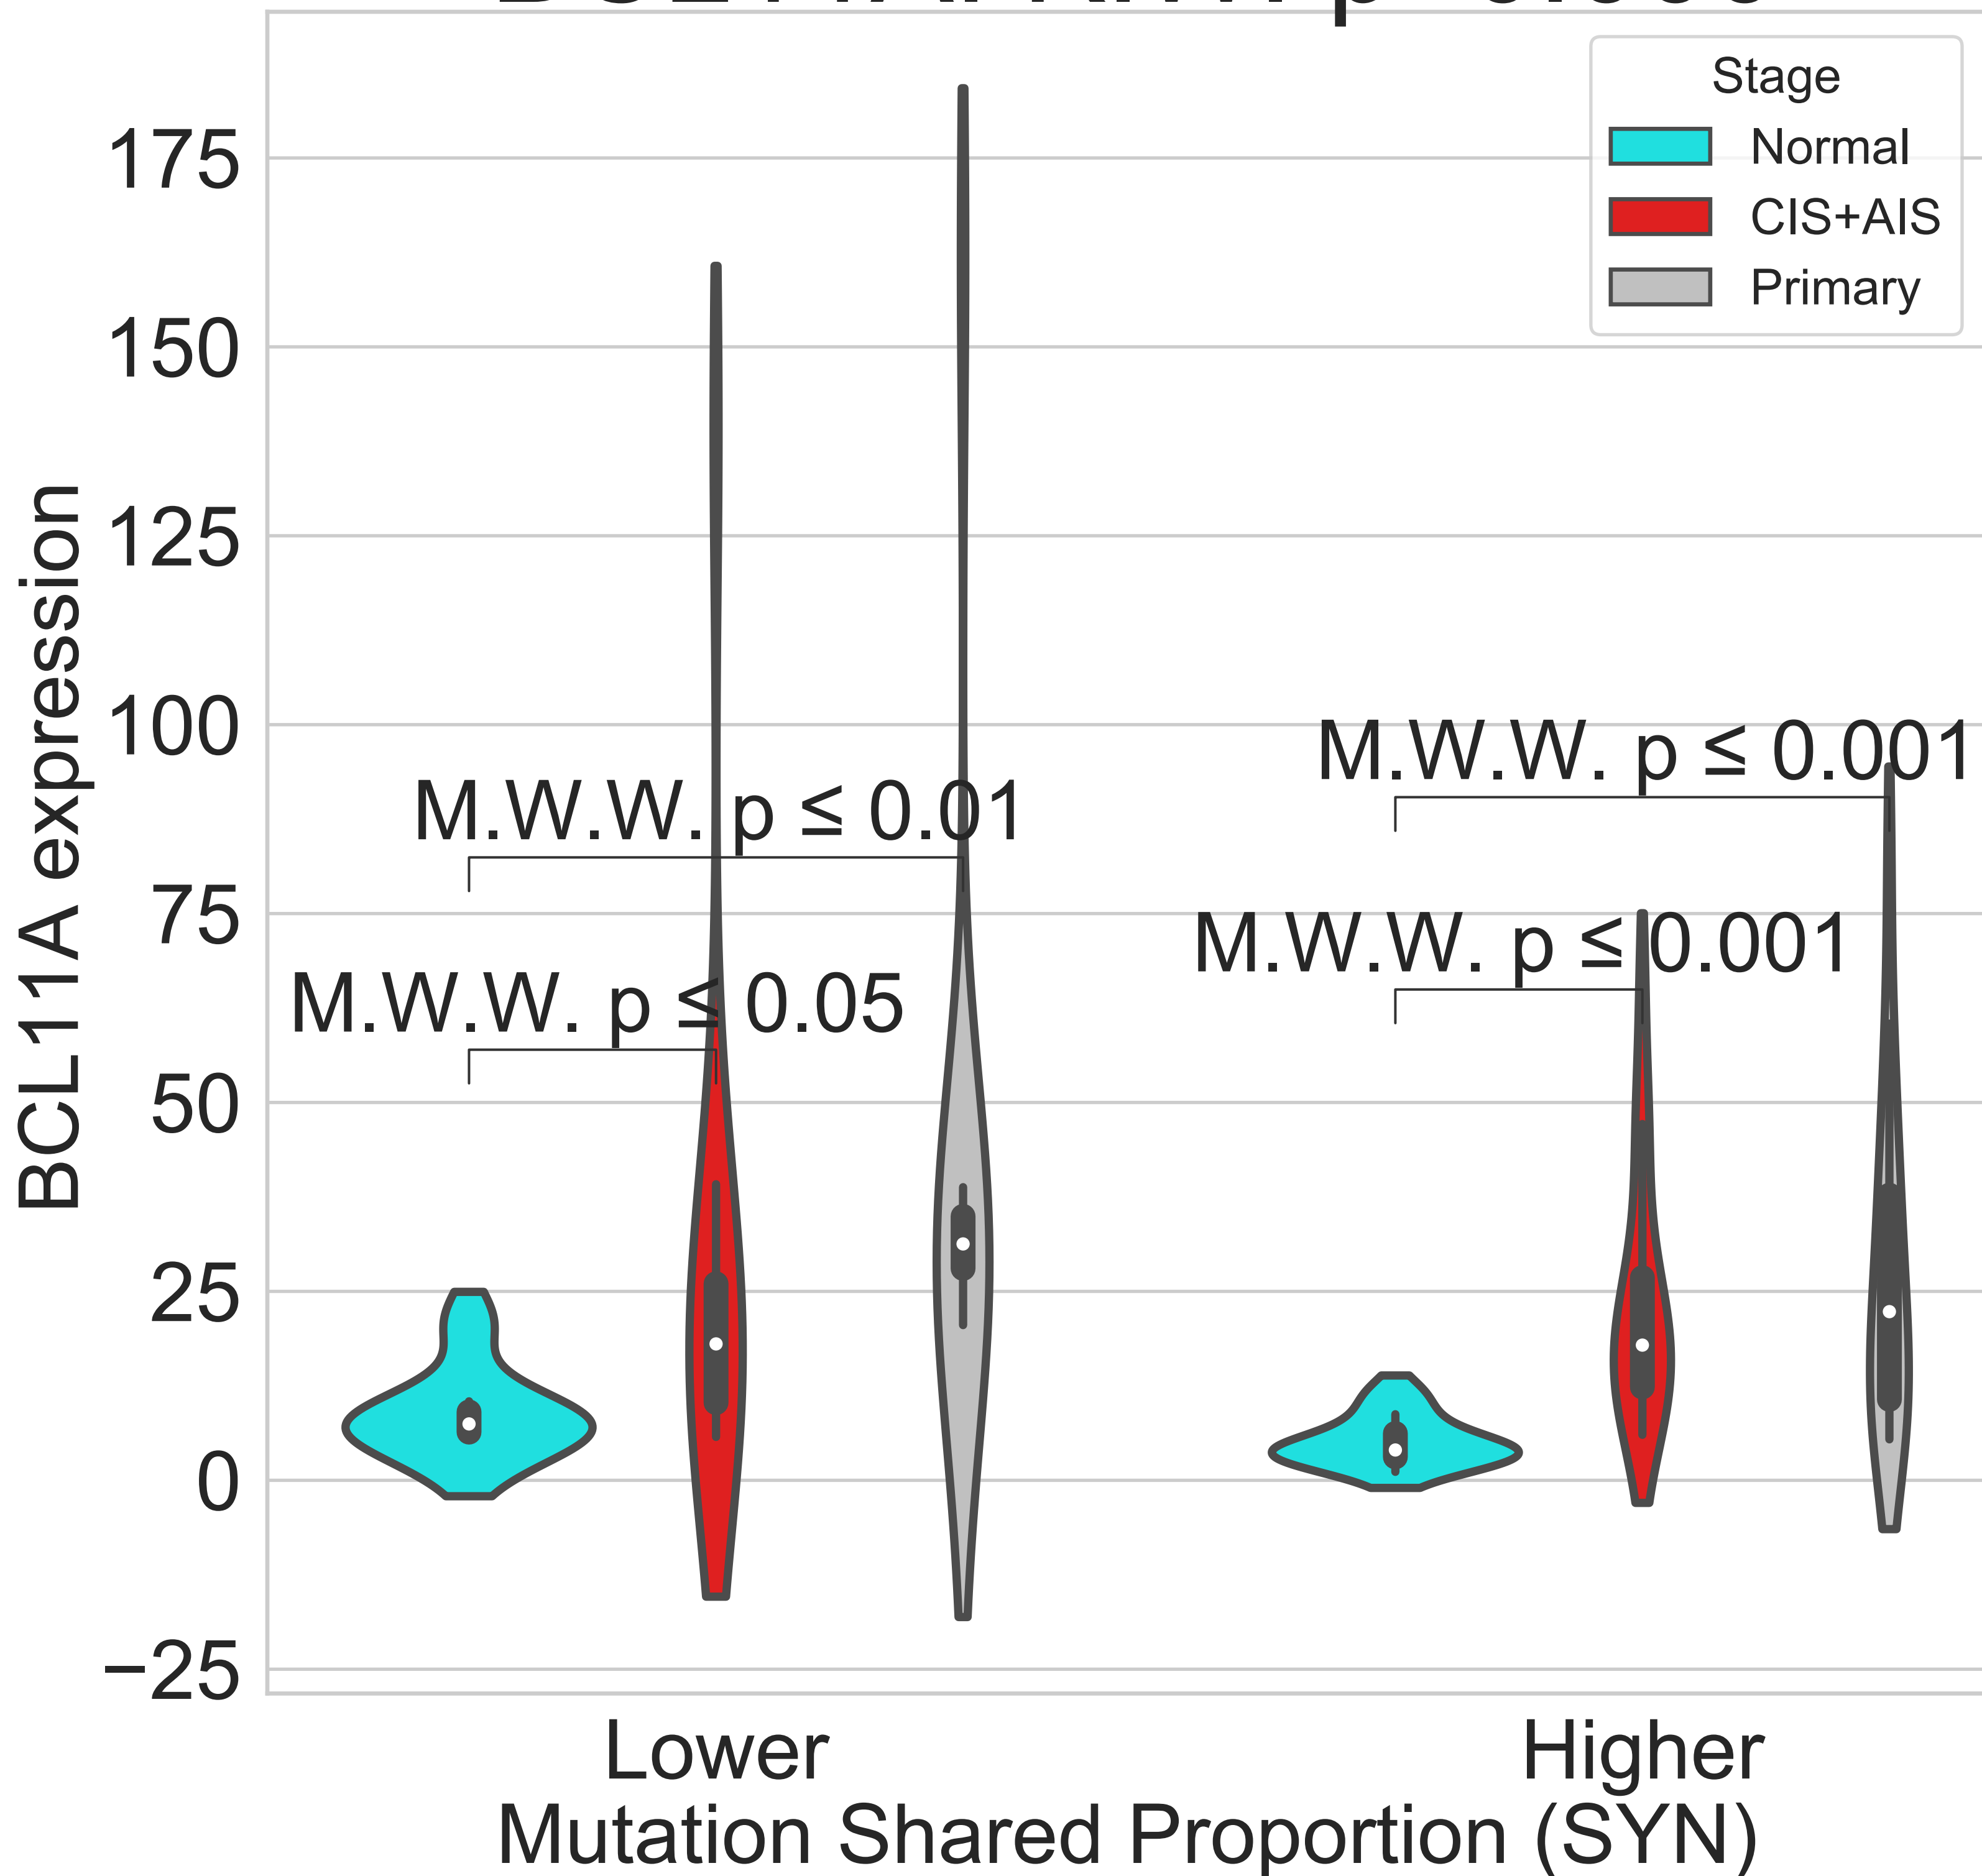 Stage
Normal
CIS+AIS
Primary
175
150
125
100
75
50
25
0
−25
BCL11A expression
M.W.W. p ≤ 0.01
M.W.W. p ≤ 0.05
M.W.W. p ≤ 0.001
M.W.W. p ≤ 0.001
Lower
Higher
Mutation Shared Proportion (SYN)